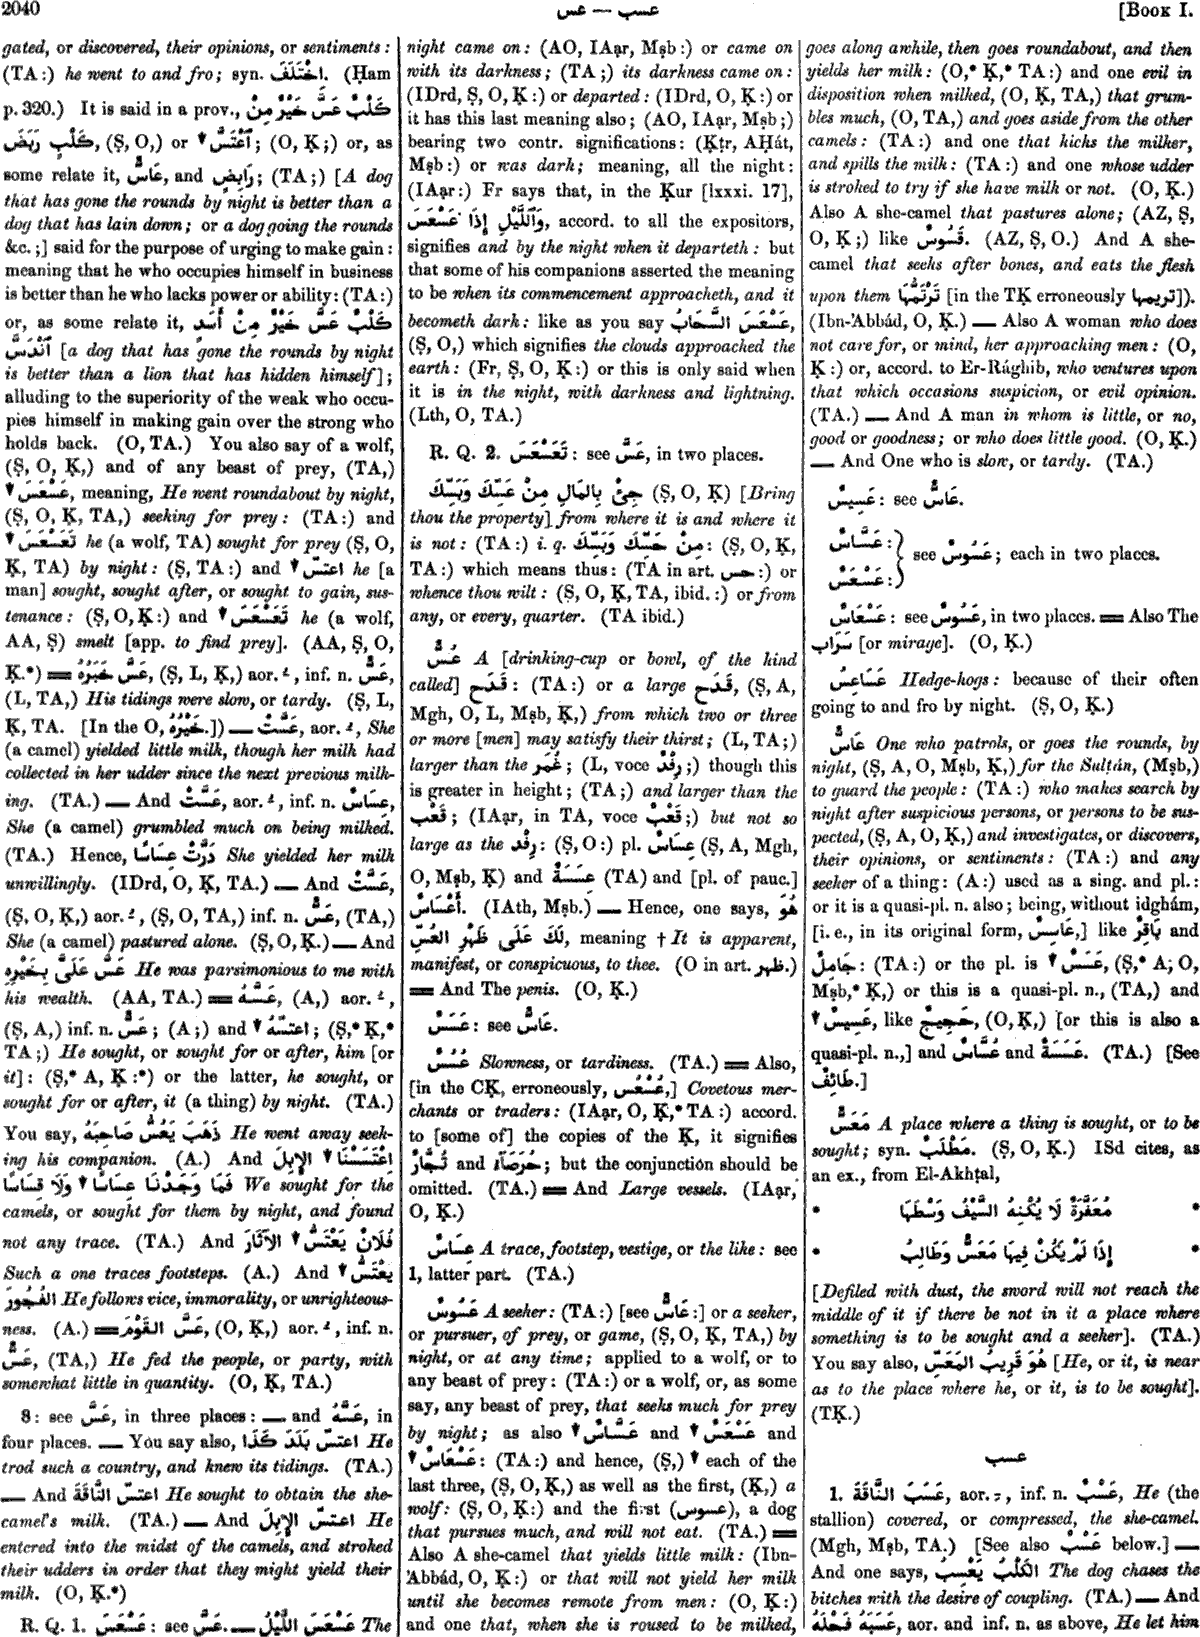 2040
عسب — عس
[BOOK I.
gated, or discovered, their opinions, or sentiments :
(TA :) he went to and fro; syn. اِخْتَلَفَ. (Ḥam
p. 320.) It is said in a prov., كَلْبٌ عَسَّ خَيْرٌ مِنْ
كَلْبٍ رَبَضَ, (Ṣ, O,) or ▼ اِعْتَسَّ; (O, Ḳ;) or, as
some relate it, عَاسٌّ, and رَابِضٍ; (TA;) [A dog
that has gone the rounds by night is better than a
dog that has lain down; or a dog going the rounds
&c.;] said for the purpose of urging to make gain :
meaning that he who occupies himself in business
is better than he who lacks power or ability: (TA:)
or, as some relate it, كَلْبٌ عَسَّ خَيْرٌ مِنْ أَسَدٍ
ٱنْدَسَّ [a dog that has gone the rounds by night
is better than a lion that has hidden himself];
alluding to the superiority of the weak who occu-
pies himself in making gain over the strong who
holds back. (O, TA.) You also say of a wolf,
(Ṣ, O, Ḳ,) and of any beast of prey, (TA,)
▼ عَسْعَسَ, meaning, He went roundabout by night,
(Ṣ, O, Ḳ, TA,) seeking for prey : (TA :) and
▼ تَعَسْعَسَ he (a wolf, TA) sought for prey (Ṣ, O,
Ḳ, TA) by night : (Ṣ, TA :) and ▼ اعتسّ he [a
man] sought, sought after, or sought to gain, sus-
tenance : (Ṣ, O, Ḳ :) and ▼ تَعَسْعَسَ he (a wolf,
AA, Ṣ) smelt [app. to find prey]. (AA, Ṣ, O,
Ḳ.*) = عَسَّ خَبَرُهُ, (Ṣ, L, Ḳ,) aor. ـُ, inf. n. عَسٌّ,
(L, TA,) His tidings were slow, or tardy. (Ṣ, L,
Ḳ, TA. [In the O, خَيْرُهُ.]) — عَسَّتْ, aor. ـُ, She
(a camel) yielded little milk, though her milk had
collected in her udder since the next previous milk-
ing. (TA.) — And عَسَّتْ, aor. ـُ, inf. n. عِسَاسٌ,
She (a camel) grumbled much on being milked.
(TA.) Hence, دَرَّتْ عِسَاسًا She yielded her milk
unwillingly. (IDrd, O, Ḳ, TA.) — And عَسَّتْ,
(Ṣ, O, Ḳ,) aor. ـُ, (Ṣ, O, TA,) inf. n. عَسٌّ, (TA,)
She (a camel) pastured alone. (Ṣ, O, Ḳ.) — And
عَسَّ عَلَىَّ بِخَيْرِهِ He was parsimonious to me with
his wealth. (AA, TA.) = عَسَّهُ, (A,) aor. ـُ,
(Ṣ, A,) inf. n. عَسٌّ; (A;) and ▼ اعتسّهُ; (Ṣ,* Ḳ,*
TA;) He sought, or sought for or after, him [or
it] : (Ṣ,* A, Ḳ :*) or the latter, he sought, or
sought for or after, it (a thing) by night. (TA.)
You say, ذَهَبَ يَعُسُّ صَاحِبَهُ He went away seek-
ing his companion. (A.) And اِعْتَسَسْنَا ▼ الإِبِلَ
فَمَا وَجَدْنَا عِسَاسًا ▼ وَلَا قِسَاسًا We sought for the
camels, or sought for them by night, and found
not any trace. (TA.) And فُلَانٌ يَعْتَسُّ ▼ الآثَارَ
Such a one traces footsteps. (A.) And ▼ يَعْتَسُّ
الفُجُورَ He follows vice, immorality, or unrighteous-
ness. (A.) = عَسَّ القَوْمَ, (O, Ḳ,) aor. ـُ, inf. n.
عَسٌّ, (TA,) He fed the people, or party, with
somewhat little in quantity. (O, Ḳ, TA.)
8 : see عَسَّ, in three places : — and عَسَّهُ, in
four places. — You say also, اعتسّ بَلَدَ كَذَا He
trod such a country, and knew its tidings. (TA.)
— And اعتسّ النَّاقَةَ He sought to obtain the she-
camel's milk. (TA.) — And اعتسّ الإِبِلَ He
entered into the midst of the camels, and stroked
their udders in order that they might yield their
milk. (O, Ḳ.*)
R. Q. 1. عَسْعَسَ : see عَسَّ. — عَسْعَسَ اللَّيْلُ The
night came on : (AO, IAạr, Mṣb :) or came on
with its darkness; (TA;) its darkness came on :
(IDrd, Ṣ, O, Ḳ :) or departed : (IDrd, O, Ḳ :) or
it has this last meaning also; (AO, IAạr, Mṣb;)
bearing two contr. significations: (Ḳṭr, AḤát,
Mṣb :) or was dark; meaning, all the night :
(IAạr :) Fr says that, in the Ḳur [lxxxi. 17],
وَاللَّيْلِ إِذَا عَسْعَسَ, accord. to all the expositors,
signifies and by the night when it departeth : but
that some of his companions asserted the meaning
to be when its commencement approacheth, and it
becometh dark : like as you say عَسْعَسَ السَّحَابُ,
(Ṣ, O,) which signifies the clouds approached the
earth : (Fr, Ṣ, O, Ḳ :) or this is only said when
it is in the night, with darkness and lightning.
(Lth, O, TA.)
R. Q. 2. تَعَسْعَسَ : see عَسَّ, in two places.
جِئْ بِالمَالِ مِنْ عَسِّكَ وَبَسِّكَ (Ṣ, O, Ḳ) [Bring
thou the property] from where it is and where it
is not : (TA :) i. q. مِنْ حَسِّكَ وَبَسِّكَ : (Ṣ, O, Ḳ,
TA :) which means thus : (TA in art. حس :) or
whence thou wilt : (Ṣ, O, Ḳ, TA, ibid. :) or from
any, or every, quarter. (TA ibid.)
عُسٌّ A [drinking-cup or bowl, of the kind
called] قَدَح : (TA :) or a large قَدَح, (Ṣ, A,
Mgh, O, L, Mṣb, Ḳ,) from which two or three
or more [men] may satisfy their thirst; (L, TA;)
larger than the غُمَر; (L, voce رِفْدٌ;) though this
is greater in height; (TA;) and larger than the
قَعْب; (IAạr, in TA, voce قَعْبٌ;) but not so
large as the رِفْد : (Ṣ, O :) pl. عِسَاسٌ (Ṣ, A, Mgh,
O, Mṣb, Ḳ) and عِسَسَةٌ (TA) and [pl. of pauc.]
أَعْسَاسٌ. (IAth, Mṣb.) — Hence, one says, هُوَ
لَكَ عَلَى ظَهْرِ العُسِّ, meaning † It is apparent,
manifest, or conspicuous, to thee. (O in art. ظهر.)
= And The penis. (O, Ḳ.)
عَسَسٌ : see عَاسٌّ.
عُسُسٌ Slowness, or tardiness. (TA.) = Also,
[in the CḲ, erroneously, عُسْعُس,] Covetous mer-
chants or traders : (IAạr, O, Ḳ,* TA :) accord.
to [some of] the copies of the Ḳ, it signifies
تُجَّارٌ and حُرَصَآءُ; but the conjunction should be
omitted. (TA.) = And Large vessels. (IAạr,
O, Ḳ.)
عِسَاسٌ A trace, footstep, vestige, or the like : see
1, latter part. (TA.)
عَسُوسٌ A seeker : (TA :) [see عَاسٌّ :] or a seeker,
or pursuer, of prey, or game, (Ṣ, O, Ḳ, TA,) by
night, or at any time; applied to a wolf, or to
any beast of prey : (TA :) or a wolf, or, as some
say, any beast of prey, that seeks much for prey
by night; as also ▼ عَسَّاسٌ and ▼ عَسْعَسٌ and
▼ عَسْعَاسٌ : (TA :) and hence, (Ṣ,) ▼ each of the
last three, (Ṣ, O, Ḳ,) as well as the first, (Ḳ,) a
wolf : (Ṣ, O, Ḳ:) and the first (عسوس), a dog
that pursues much, and will not eat. (TA.) =
Also A she-camel that yields little milk : (Ibn-
'Abbád, O, Ḳ :) or that will not yield her milk
until she becomes remote from men : (O, Ḳ :)
and one that, when she is roused to be milked,
goes along awhile, then goes roundabout, and then
yields her milk : (O,* Ḳ,* TA :) and one evil in
disposition when milked, (O, Ḳ, TA,) that grum-
bles much, (O, TA,) and goes aside from the other
camels : (TA :) and one that kicks the milker,
and spills the milk : (TA :) and one whose udder
is stroked to try if she have milk or not. (O, Ḳ.)
Also A she-camel that pastures alone; (AZ, Ṣ,
O, Ḳ;) like قَسُوسٌ. (AZ, Ṣ, O.) And A she-
camel that seeks after bones, and eats the flesh
upon them تَرْتَمُّهَا [in the TḲ erroneously تريمها]).
(Ibn-'Abbád, O, Ḳ.) — Also A woman who does
not care for, or mind, her approaching men : (O,
Ḳ :) or, accord. to Er-Rághib, who ventures upon
that which occasions suspicion, or evil opinion.
(TA.) — And A man in whom is little, or no,
good or goodness; or who does little good. (O, Ḳ.)
— And One who is slow, or tardy. (TA.)
عَسِيسٌ : see عَاسٌّ.
عَسَّاسٌ :
عَسْعَسٌ :
} see عَسُوسٌ; each in two places.
عَسْعَاسٌ : see عَسُوسٌ, in two places. = Also The
سَرَاب [or mirage]. (O, Ḳ.)
عَسَاعِسُ Hedge-hogs : because of their often
going to and fro by night. (Ṣ, O, Ḳ.)
عَاسٌّ One who patrols, or goes the rounds, by
night, (Ṣ, A, O, Mṣb, Ḳ,) for the Sulṭán, (Mṣb,)
to guard the people : (TA :) who makes search by
night after suspicious persons, or persons to be sus-
pected, (Ṣ, A, O, Ḳ,) and investigates, or discovers,
their opinions, or sentiments : (TA :) and any
seeker of a thing : (A :) used as a sing. and pl. :
or it is a quasi-pl. n. also; being, without idghám,
[i. e., in its original form, عَاسِسٌ,] like بَاقِرٌ and
جَامِلٌ : (TA :) or the pl. is ▼ عَسَسٌ, (Ṣ,* A, O,
Mṣb,* Ḳ,) or this is a quasi-pl. n., (TA,) and
▼ عَسِيسٌ, like حَجِيجٌ, (O, Ḳ,) [or this is also a
quasi-pl. n.,] and عُسَّاسٌ and عَسَسَةٌ. (TA.) [See
طَائِفٌ.]
مَعَسٌّ A place where a thing is sought, or to be
sought; syn. مَطْلَبٌ. (Ṣ, O, Ḳ.) ISd cites, as
an ex., from El-Akhṭal,
* مُعَفَّرَةٌ لَا يُنْكِهُ السَّيْفُ وَسْطَهَا *
* إِذَا لَمْ يَكُنْ فِيهَا مَعَسٌّ وَطَالِبُ *
[Defiled with dust, the sword will not reach the
middle of it if there be not in it a place where
something is to be sought and a seeker]. (TA.)
You say also, هُوَ قَرِيبُ المَعَسِّ [He, or it, is near
as to the place where he, or it, is to be sought].
(TḲ.)
عسب
1. عَسَبَ النَّاقَةَ, aor. ـِ, inf. n. عَسْبٌ, He (the
stallion) covered, or compressed, the she-camel.
(Mgh, Mṣb, TA.) [See also عَسْبٌ below.] —
And one says, الكَلْبُ يَعْسِبُ The dog chases the
bitches with the desire of coupling. (TA.) — And
عَسَبَهُ فَحْلَهُ, aor. and inf. n. as above, He let him